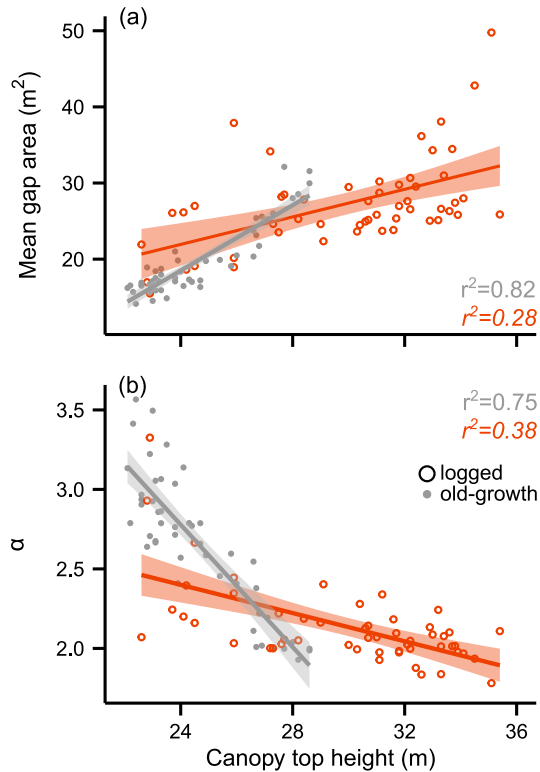 (a)
50
40
30
20
Mean gap area (m²)
r²=0.82
r²=0.28
(b)
3.5
3.0
2.5
2.0
α
r²=0.75
r²=0.38
logged
old-growth
24 28 32 36
Canopy top height (m)